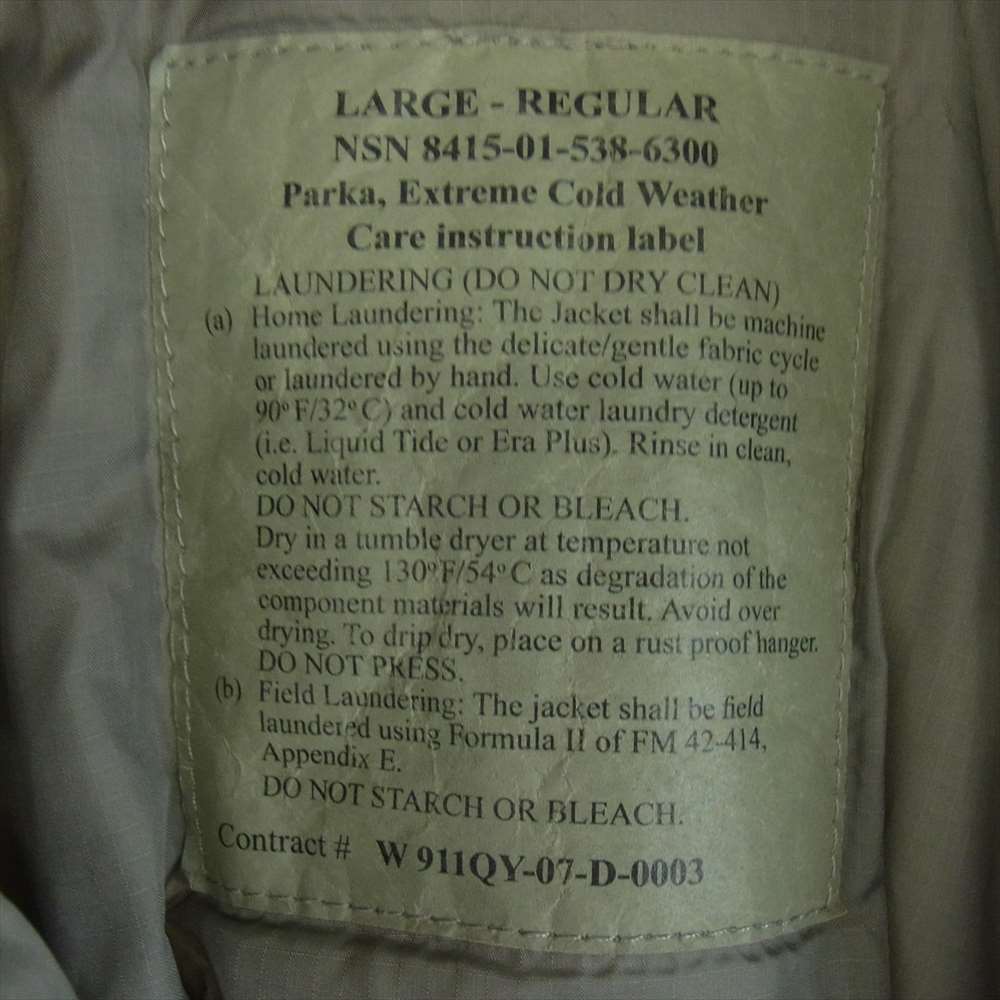 LARGE - REGULAR
NSN 8415-01-538-6300
Parka, Extreme Cold Weather
Care instruction label
LAUNDERING (DO NOT DRY CLEAN)
(a) Home Laundering: The Jacket shall be machine
laundered using the delicate/gentle fabric cycle
or laundered by hand. Use cold water (up to
90º F/32º C) and cold water laundry detergent
(i.e. Liquid Tide or Era Plus). Rinse in clean,
cold water.
DO NOT STARCH OR BLEACH.
Dry in a tumble dryer at temperature not
exceeding 130ºF/54º C as degradation of the
component materials will result. Avoid over
drying. To drip dry, place on a rust proof hanger.
DO NOT PRESS.
(b) Field Laundering: The jacket shall be field
laundered using Formula II of FM 42-414,
Appendix E.
DO NOT STARCH OR BLEACH.
Contract # W 911QY-07-D-0003